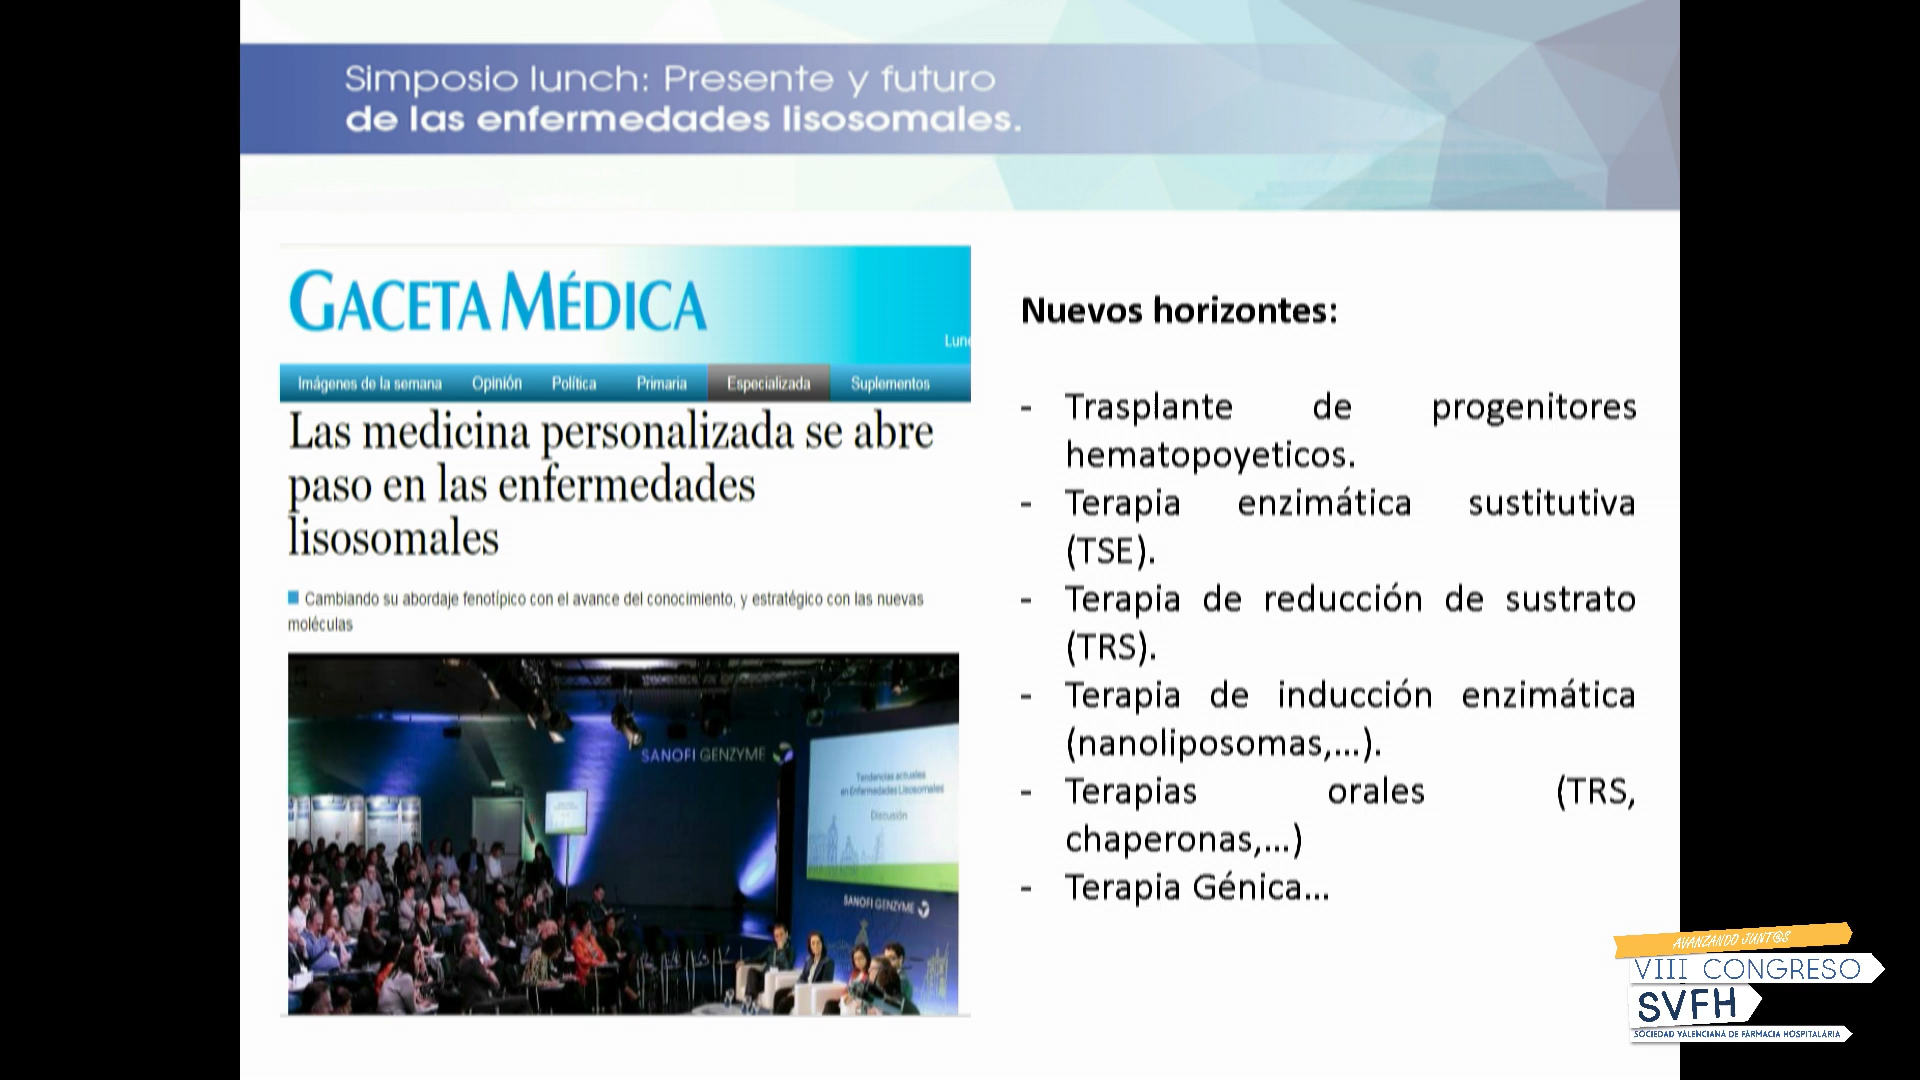 Simposio lunch: Presente y futuro
de las enfermedades lisosomales.
GACETA MÉDICA
Lune
Imágenes de la semana Opinión Política Primaria Especializada Suplementos
Las medicina personalizada se abre
paso en las enfermedades
lisosomales
Cambiando su abordaje fenotípico con el avance del conocimiento, y estratégico con las nuevas
moléculas
SANOFI GENZYME
Tendencias actuales
en Enfermedades Lisosomales
Discusión
SANOFI GENZYME
Nuevos horizontes:
- Trasplante de progenitores
hematopoyeticos.
- Terapia enzimática sustitutiva
(TSE).
- Terapia de reducción de sustrato
(TRS).
- Terapia de inducción enzimática
(nanoliposomas,...).
- Terapias orales (TRS,
chaperonas,...)
- Terapia Génica...
AVANZANDO JUNT@S
VIII CONGRESO
SVFH
SOCIEDAD VALENCIANA DE FARMACIA HOSPITALARIA